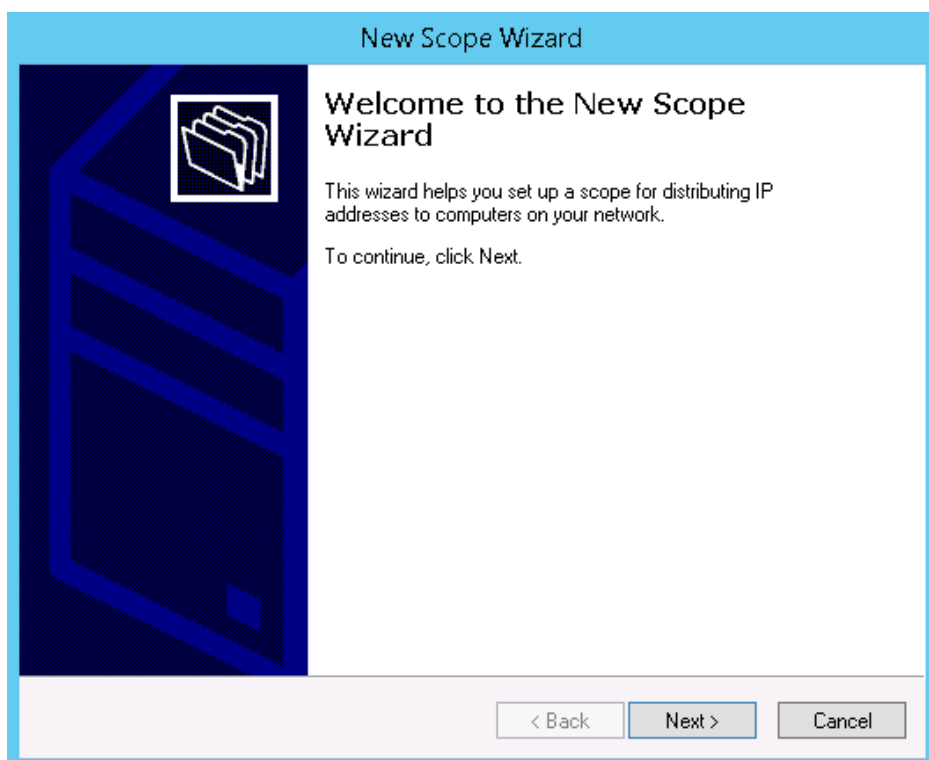 New Scope Wizard
Welcome to the New Scope
Wizard
This wizard helps you set up a scope for distributing IP
addresses to computers on your network.
To continue, click Next.
< Back
Next >
Cancel